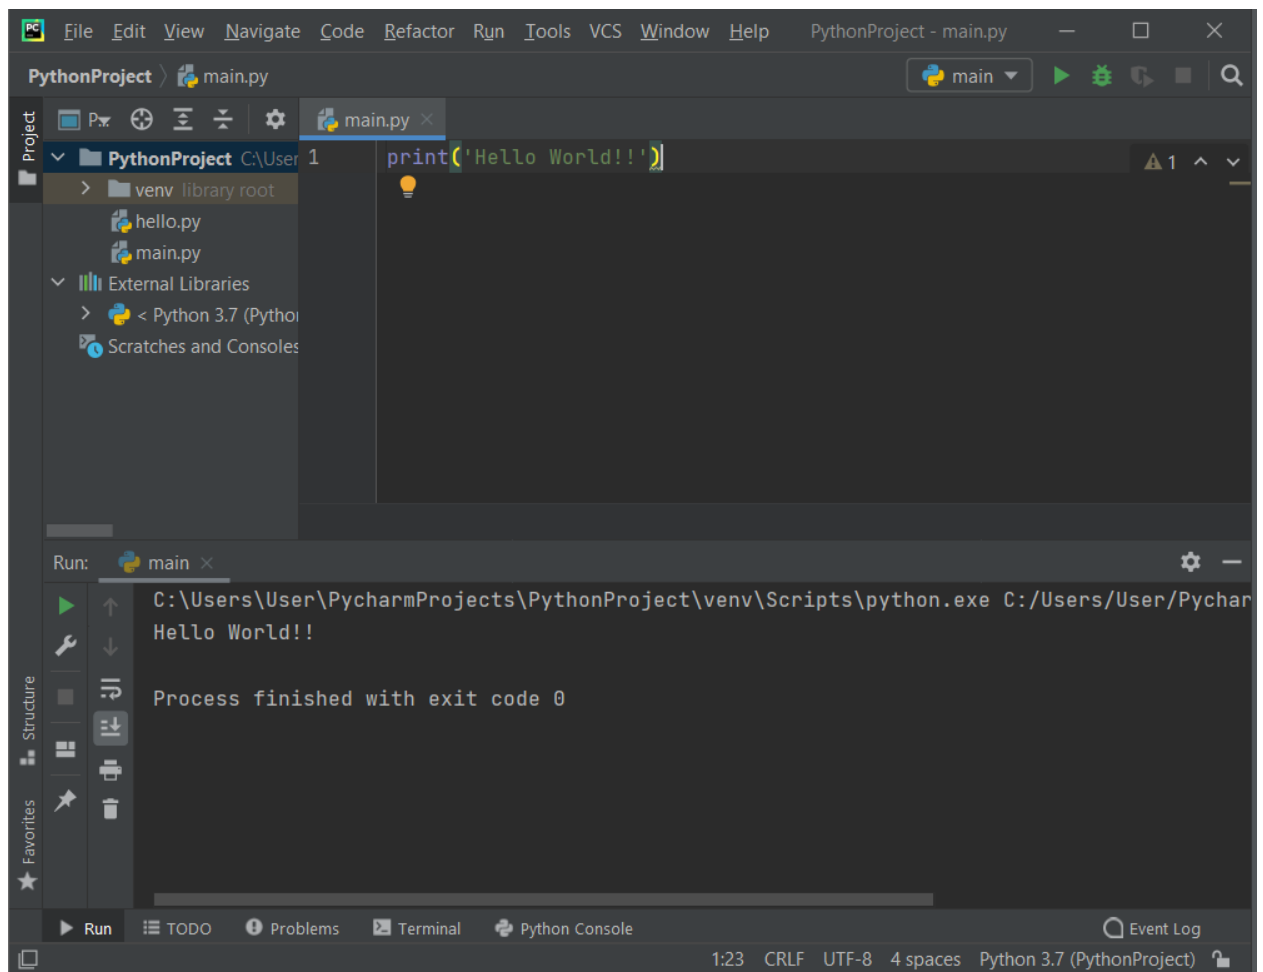 PC File Edit View Navigate Code Refactor Run Tools VCS Window Help PythonProject - main.py
PythonProject main.py main
Project
P
main.py
PythonProject C:\User
venv library root
hello.py
main.py
External Libraries
< Python 3.7 (Pytho
Scratches and Consoles
1 print('Hello World!!')
1
Run: main
C:\Users\User\PycharmProjects\PythonProject\venv\Scripts\python.exe C:/Users/User/Pychar
Hello World!!
Process finished with exit code 0
Structure
Favorites
Run TODO Problems Terminal Python Console Event Log
1:23 CRLF UTF-8 4 spaces Python 3.7 (PythonProject)